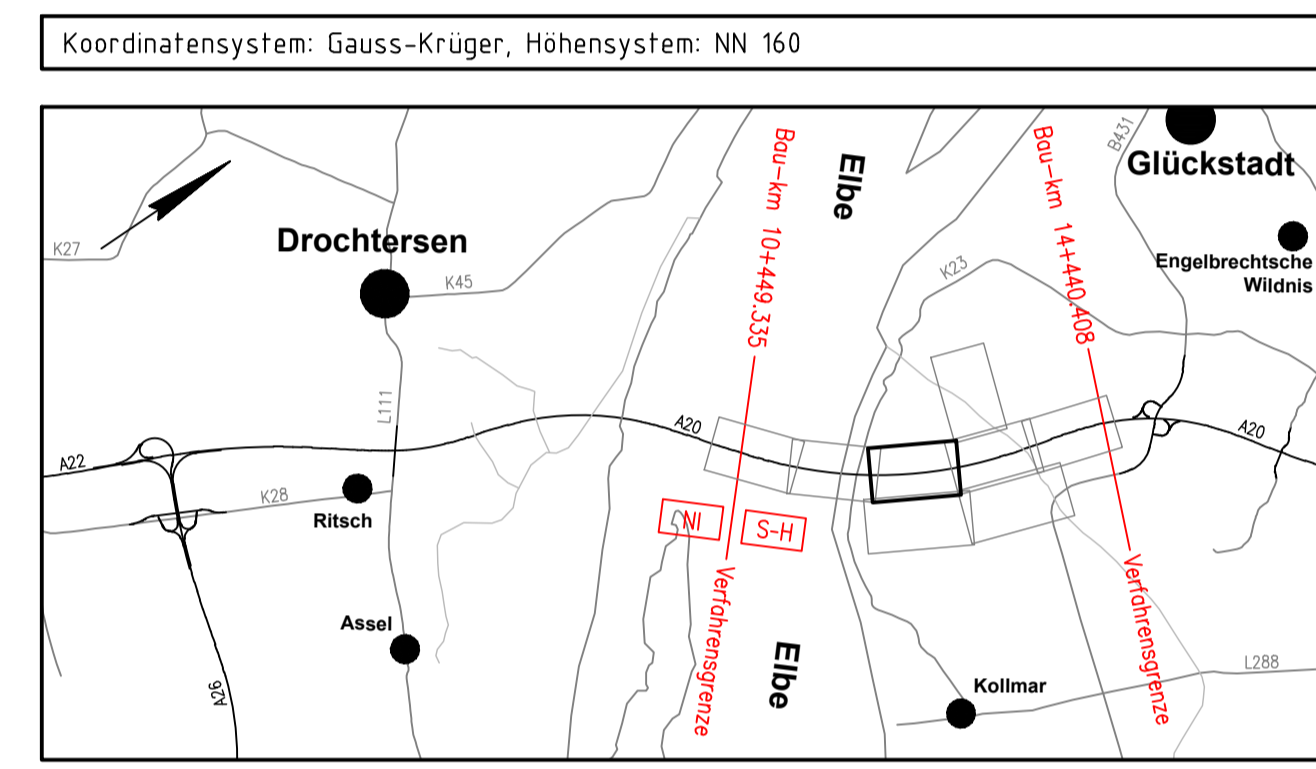 Koordinatensystem: Gauss-Krüger, Höhensystem: NN 160
Bau-km 10+449.335
Elbe
Bau-km 14+440.408
B431
Glückstadt
K27
Drochtersen
K45
K23
Engelbrechtsche
Wildnis
L111
A20
A20
A22
K28
Ritsch
NI
S-H
Verfahrensgrenze
Verfahrensgrenze
Assel
Elbe
A26
Kollmar
L288